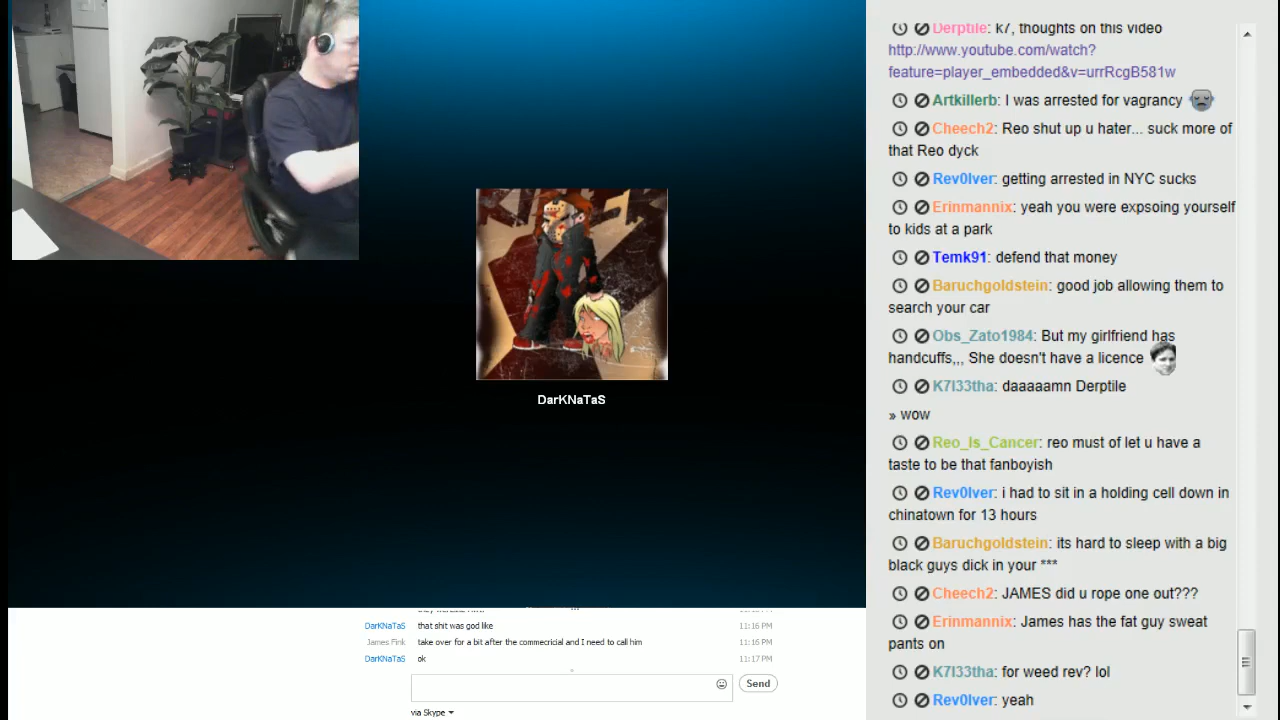 Derptile: k7, thoughts on this video
http://www.youtube.com/watch?
feature=player_embedded&v=urrRcgB581w
Artkillerb: I was arrested for vagrancy
Cheech2: Reo shut up u hater... suck more of
that Reo dyck
Rev0lver: getting arrested in NYC sucks
Erinmannix: yeah you were expsoing yourself
to kids at a park
Temk91: defend that money
Baruchgoldstein: good job allowing them to
search your car
Obs_Zato1984: But my girlfriend has
handcuffs,,, She doesn't have a licence
K7l33tha: daaaaamn Derptile
» wow
Reo_Is_Cancer: reo must of let u have a
taste to be that fanboyish
Rev0lver: i had to sit in a holding cell down in
chinatown for 13 hours
Baruchgoldstein: its hard to sleep with a big
black guys dick in your ***
Cheech2: JAMES did u rope one out???
Erinmannix: James has the fat guy sweat
pants on
K7l33tha: for weed rev? lol
Rev0lver: yeah
DarKNaTaS
DarKNaTaS that shit was god like 11:16 PM
James Fink take over for a bit after the commecricial and I need to call him 11:16 PM
DarKNaTaS ok 11:17 PM
Send
via Skype